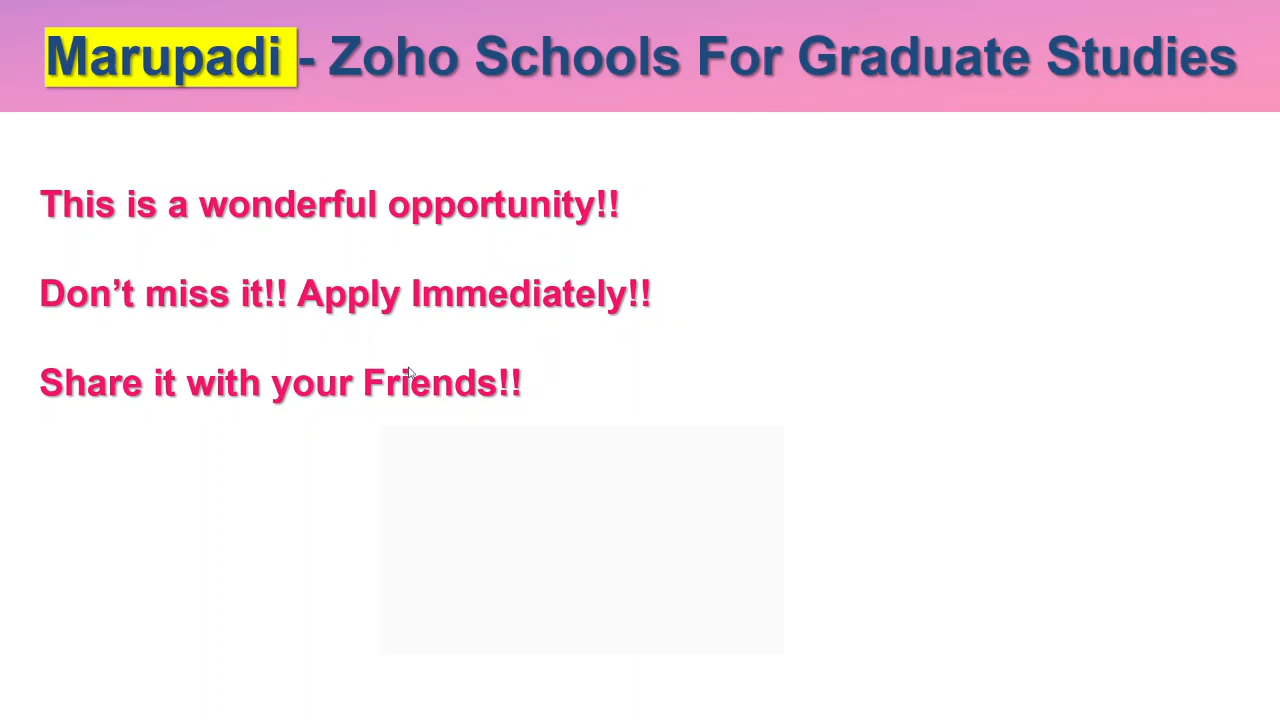 Marupadi - Zoho Schools For Graduate Studies
This is a wonderful opportunity!!
Don’t miss it!! Apply Immediately!!
Share it with your Friends!!